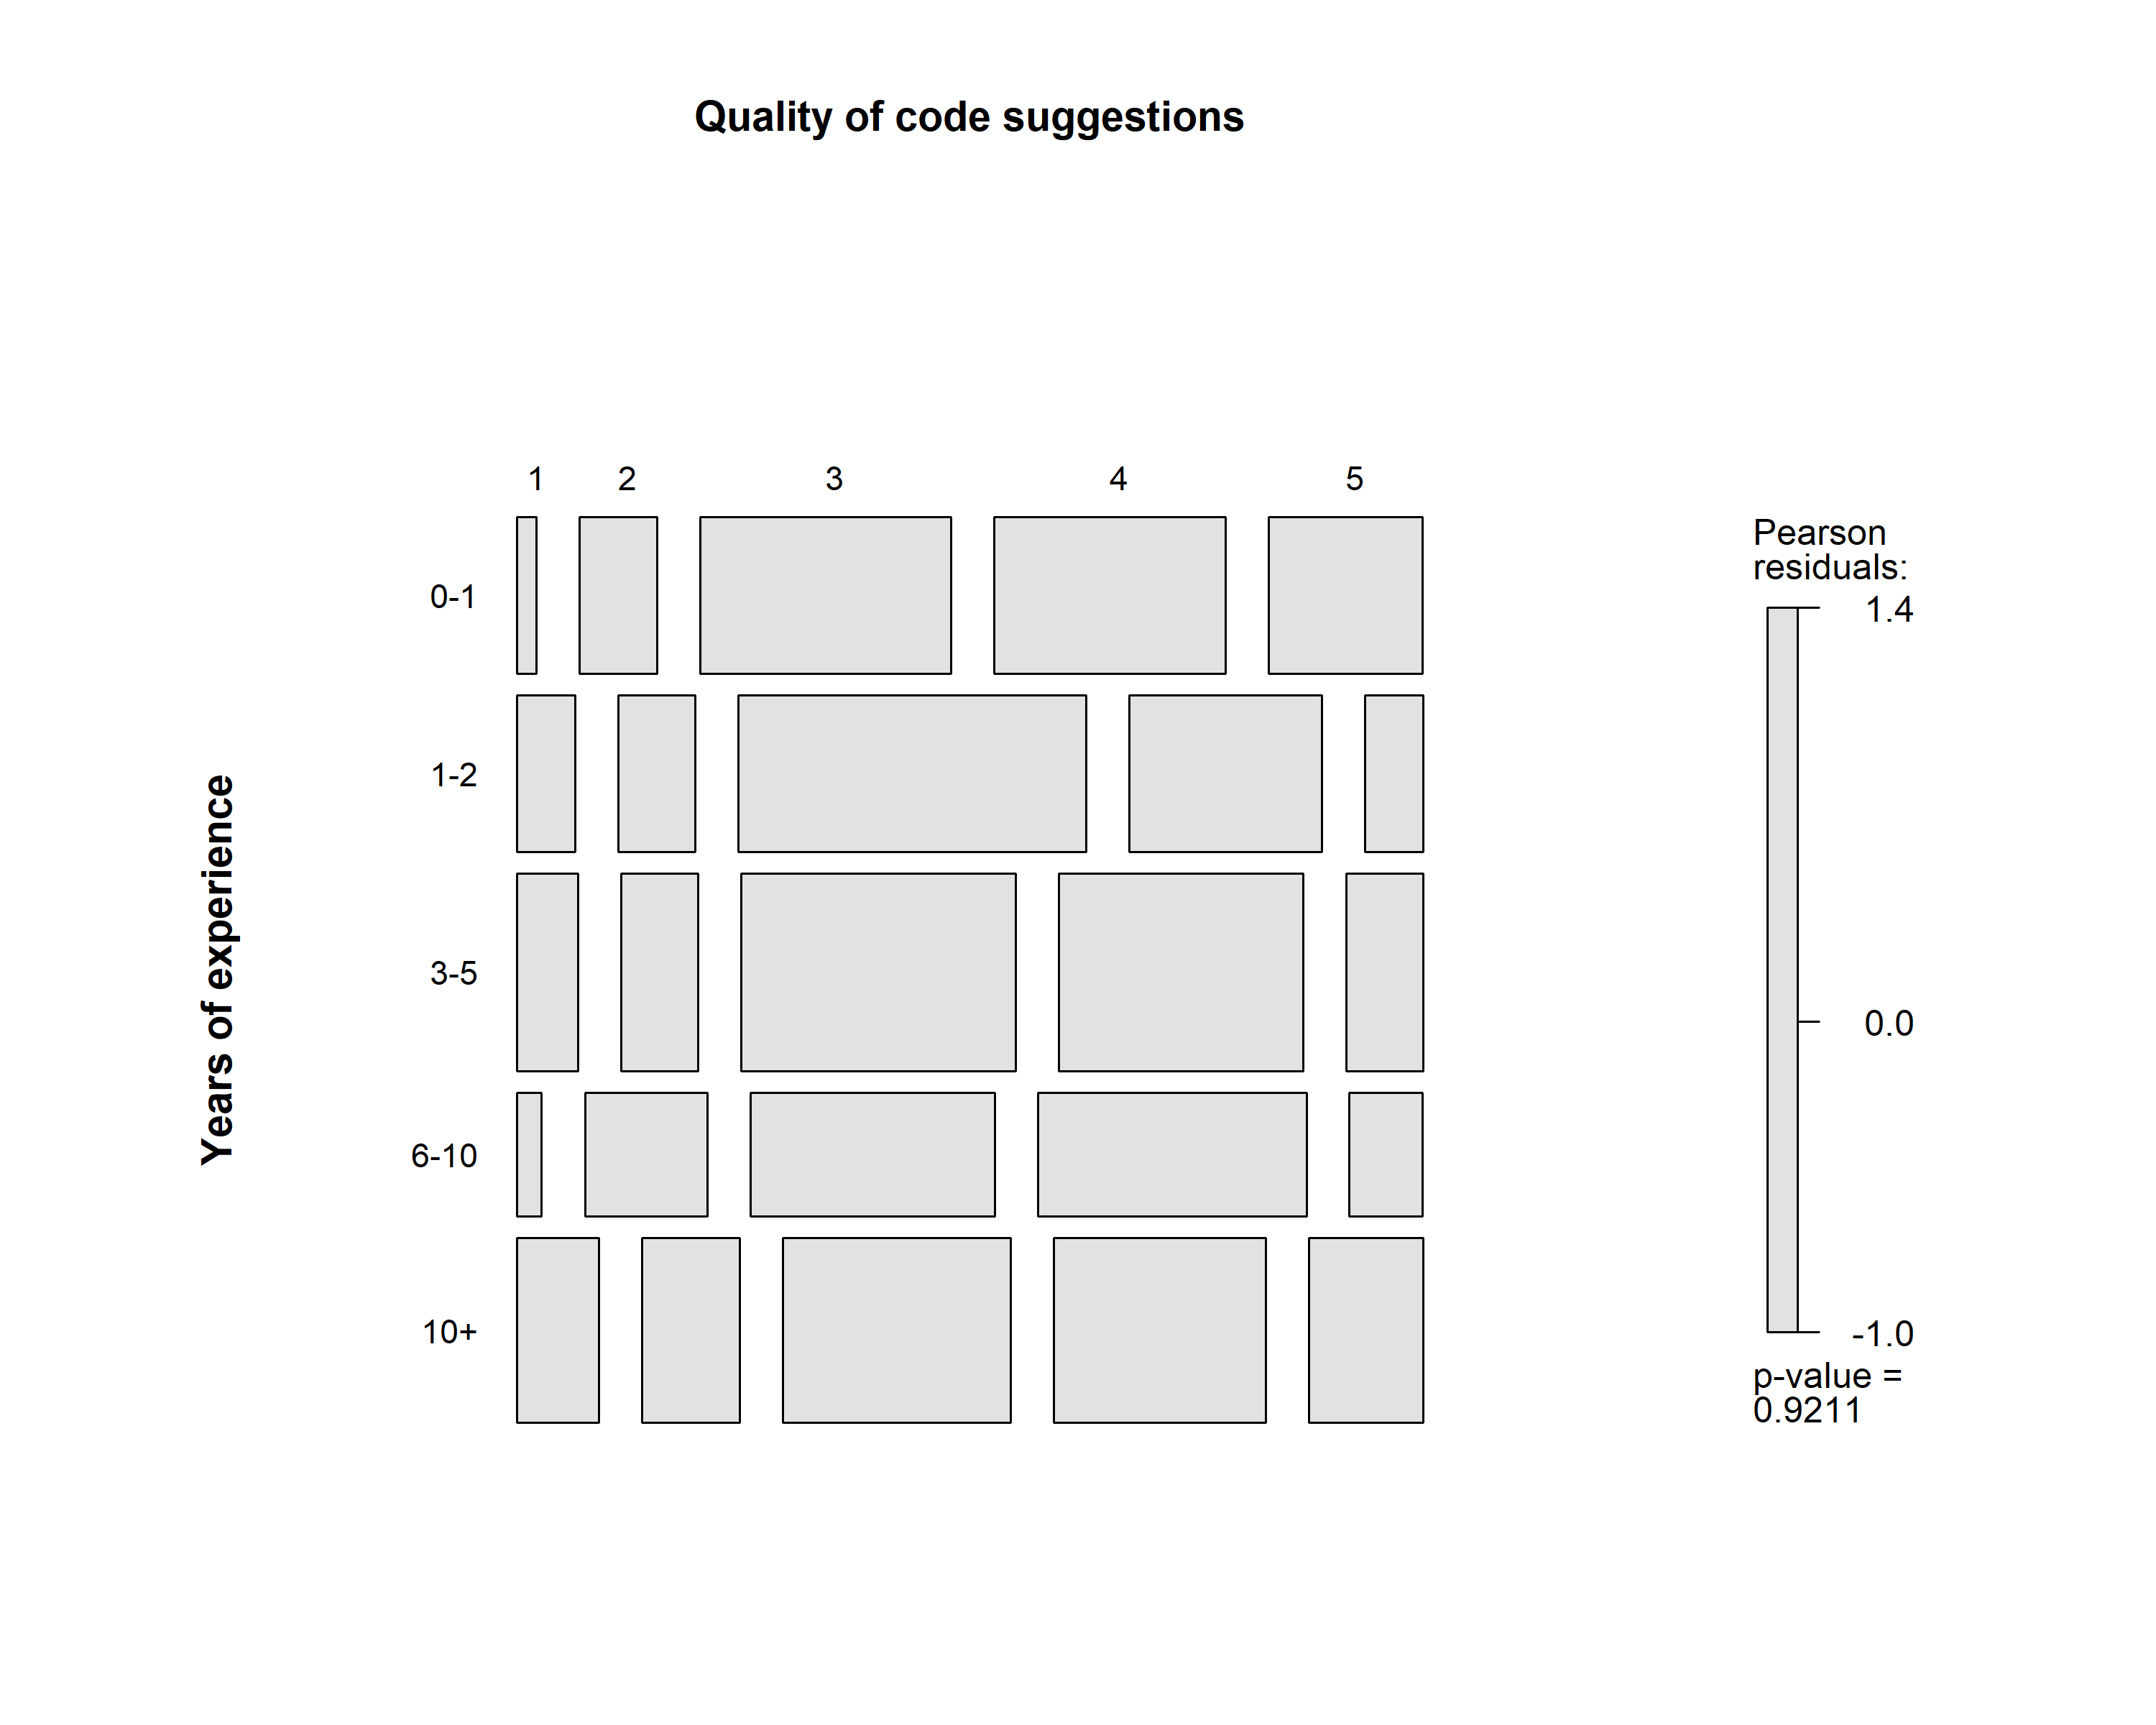 Quality of code suggestions
1 2 3 4 5
Years of experience
0-1
1-2
3-5
6-10
10+
Pearson
residuals:
1.4
0.0
-1.0
p-value =
0.9211